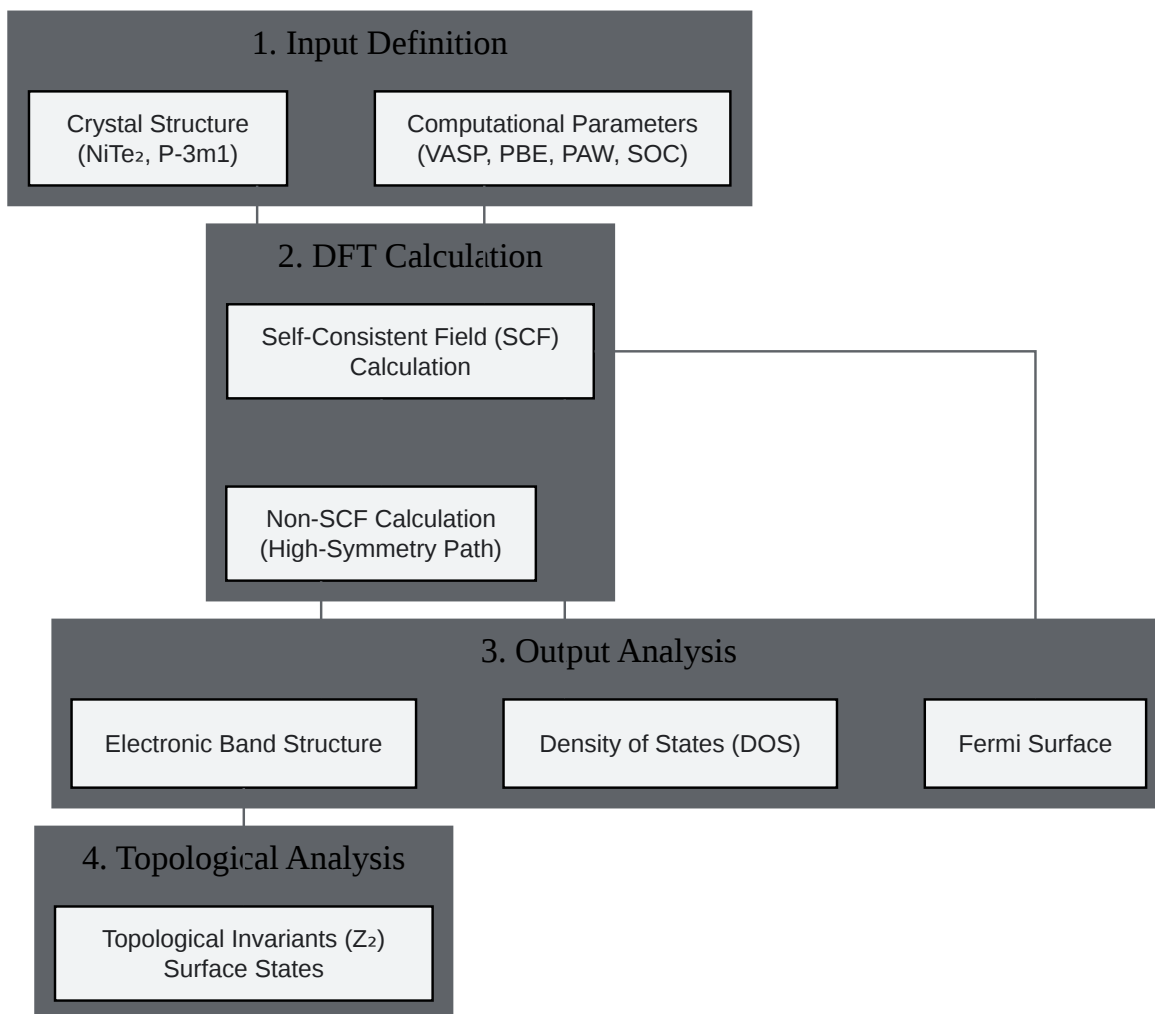 1. Input Definition
Crystal Structure
(NiTe₂, P-3m1)
Computational Parameters
(VASP, PBE, PAW, SOC)
2. DFT Calculation
Self-Consistent Field (SCF)
Calculation
Non-SCF Calculation
(High-Symmetry Path)
3. Output Analysis
Electronic Band Structure
Density of States (DOS)
Fermi Surface
4. Topological Analysis
Topological Invariants (Z₂)
Surface States